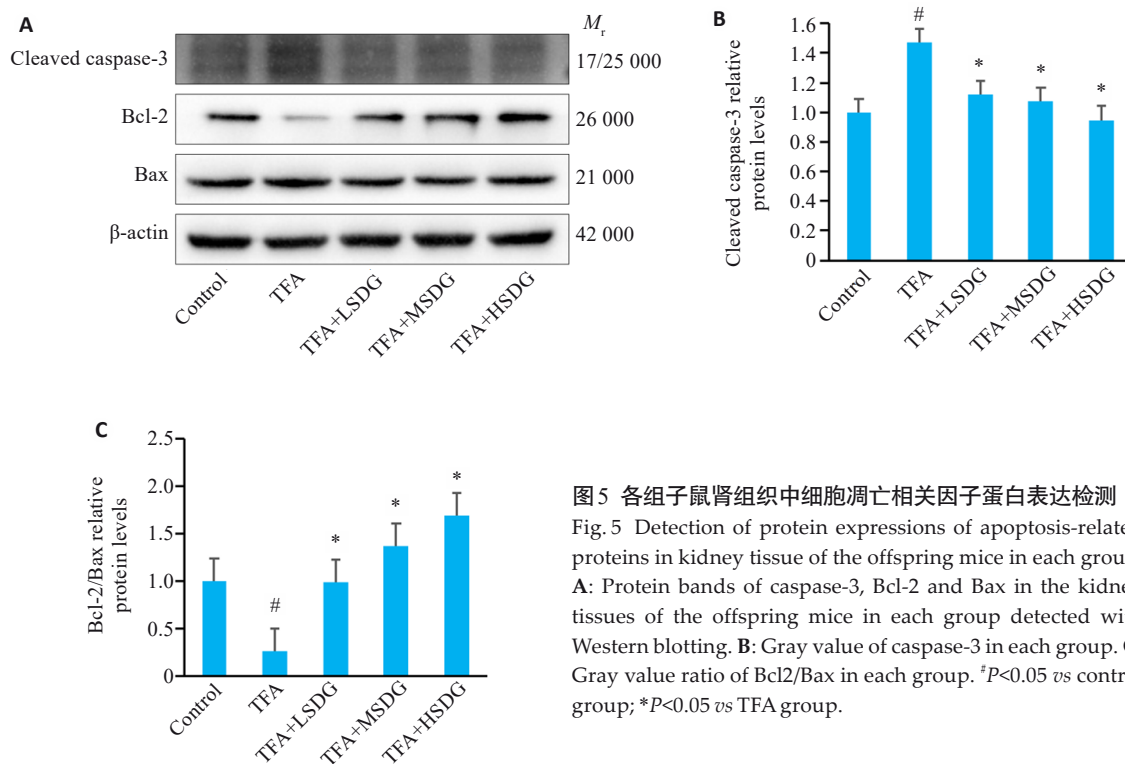 A
M_r
Cleaved caspase-3
17/25 000
Bcl-2
26 000
Bax
21 000
β-actin
42 000
Control
TFA
TFA+LSDG
TFA+MSDG
TFA+HSDG
B
Cleaved caspase-3 relative
protein levels
1.6
1.4
1.2
1.0
0.8
0.6
0.4
0.2
0
#
*
*
*
Control
TFA
TFA+LSDG
TFA+MSDG
TFA+HSDG
C
Bcl-2/Bax relative
protein levels
2.5
2.0
1.5
1.0
0.5
0
#
*
*
*
Control
TFA
TFA+LSDG
TFA+MSDG
TFA+HSDG
图5 各组子鼠肾组织中细胞凋亡相关因子蛋白表达检测
Fig. 5 Detection of protein expressions of apoptosis-relate
proteins in kidney tissue of the offspring mice in each grou
A: Protein bands of caspase-3, Bcl-2 and Bax in the kidne
tissues of the offspring mice in each group detected wi
Western blotting. B: Gray value of caspase-3 in each group.
Gray value ratio of Bcl2/Bax in each group. #P<0.05 vs contr
group; *P<0.05 vs TFA group.